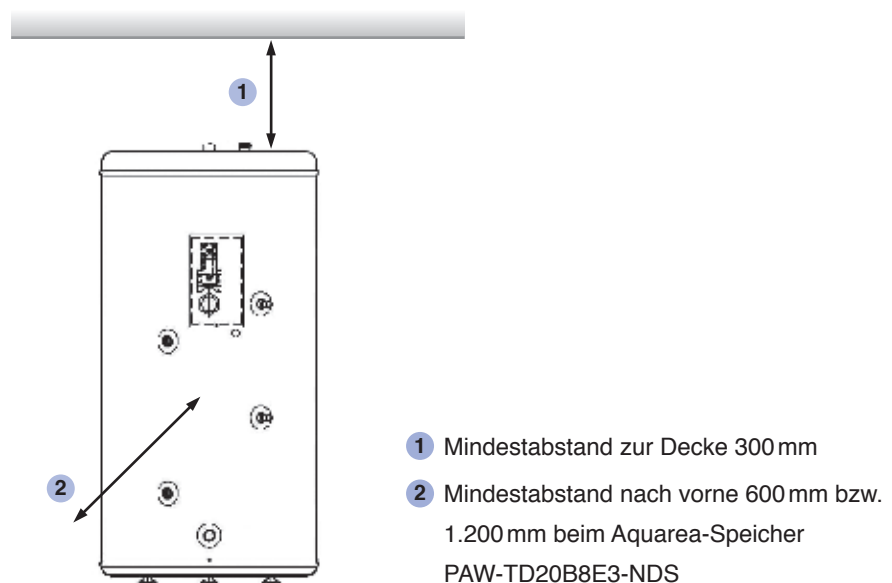 1
2
1 Mindestabstand zur Decke 300 mm
2 Mindestabstand nach vorne 600 mm bzw.
1.200 mm beim Aquarea-Speicher
PAW-TD20B8E3-NDS